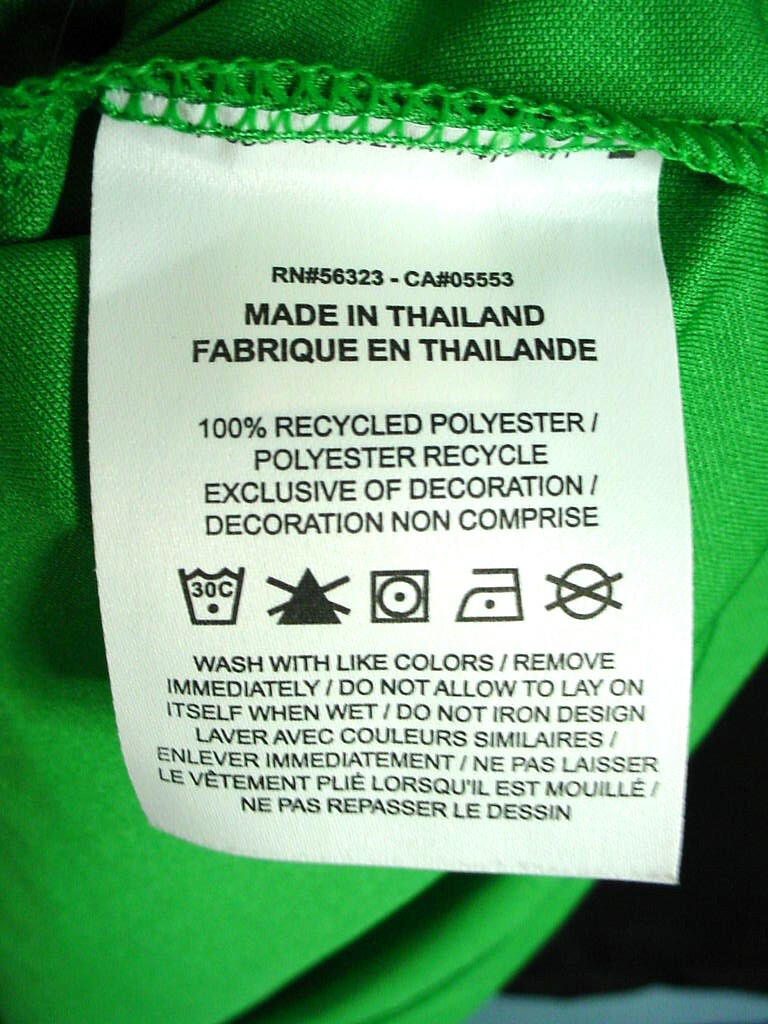 RN#56323 - CA#05553
MADE IN THAILAND
FABRIQUE EN THAILANDE
100% RECYCLED POLYESTER /
POLYESTER RECYCLE
EXCLUSIVE OF DECORATION /
DECORATION NON COMPRISE
30C
WASH WITH LIKE COLORS / REMOVE
IMMEDIATELY / DO NOT ALLOW TO LAY ON
ITSELF WHEN WET / DO NOT IRON DESIGN
LAVER AVEC COULEURS SIMILAIRES /
ENLEVER IMMEDIATEMENT / NE PAS LAISSER
LE VÊTEMENT PLIÉ LORSQU'IL EST MOUILLÉ /
NE PAS REPASSER LE DESSIN